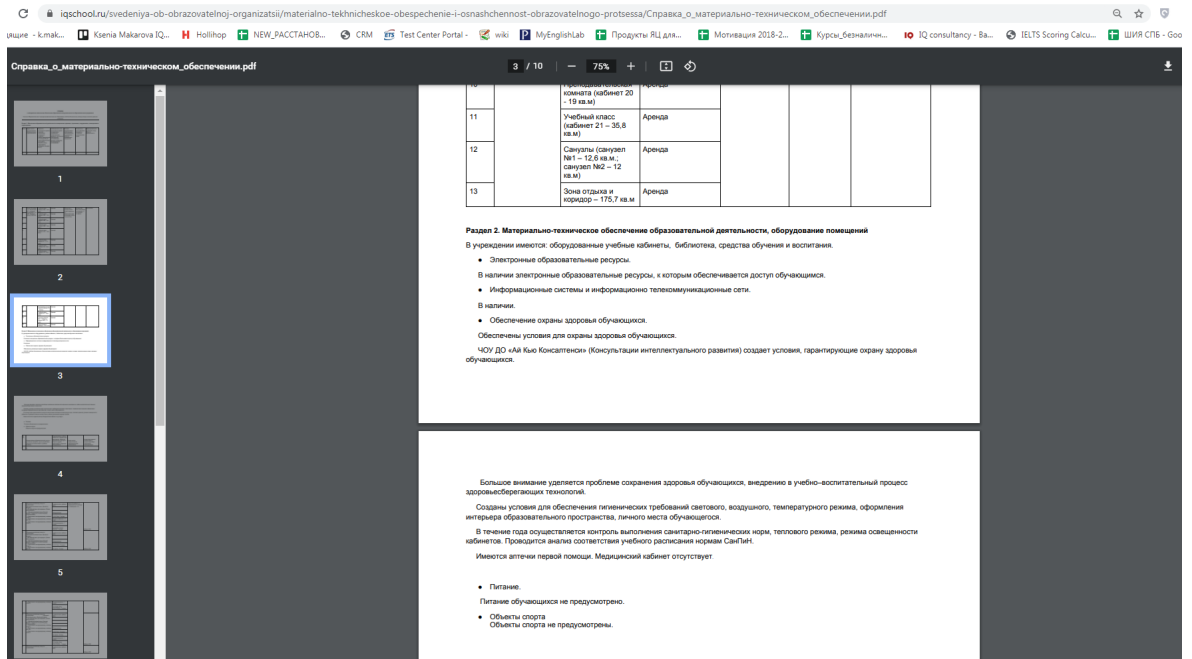 iqschool.ru/svedeniya-ob-obrazovatelnoj-organizatsii/materialno-tekhnicheskoe-obespechenie-i-osnashchennost-obrazovatelnogo-protsessa/Справка_о_материально-техническом_обеспечении.pdf
- k.mak... Ksenia Makarova IQ... Hollihop NEW_РАССТАНОВ... CRM Test Center Portal - wiki MyEnglishLab Продукты ЯЦ для... Мотивация 2018-2... Курсы_безналичн... IQ consultancy - Ba... IELTS Scoring Calcu... ШИЯ СПБ - Goo
Справка_о_материально-техническом_обеспечении.pdf
3 / 10 — 75% +
1
2
3
4
5
10 Преподавательская Аренда
комната (кабинет 20
- 19 кв.м)
11 Учебный класс Аренда
(кабинет 21 – 35,8
кв.м)
12 Санузлы (санузел Аренда
№1 – 12,6 кв.м.;
санузел №2 – 12
кв.м)
13 Зона отдыха и Аренда
коридор – 175,7 кв.м
Раздел 2. Материально-техническое обеспечение образовательной деятельности, оборудование помещений
В учреждении имеются: оборудованные учебные кабинеты, библиотека, средства обучения и воспитания.
● Электронные образовательные ресурсы.
В наличии электронные образовательные ресурсы, к которым обеспечивается доступ обучающимся.
● Информационные системы и информационно телекоммуникационные сети.
В наличии.
● Обеспечение охраны здоровья обучающихся.
Обеспечены условия для охраны здоровья обучающихся.
ЧОУ ДО «Ай Кью Консалтенси» (Консультации интеллектуального развития) создает условия, гарантирующие охрану здоровья
обучающихся.
Большое внимание уделяется проблеме сохранения здоровья обучающихся, внедрению в учебно–воспитательный процесс
здоровьесберегающих технологий.
Созданы условия для обеспечения гигиенических требований светового, воздушного, температурного режима, оформления
интерьера образовательного пространства, личного места обучающегося.
В течение года осуществляется контроль выполнения санитарно-гигиенических норм, теплового режима, режима освещенности
кабинетов. Проводится анализ соответствия учебного расписания нормам СанПиН.
Имеются аптечки первой помощи. Медицинский кабинет отсутствует
● Питание.
Питание обучающихся не предусмотрено.
● Объекты спорта
Объекты спорта не предусмотрены.